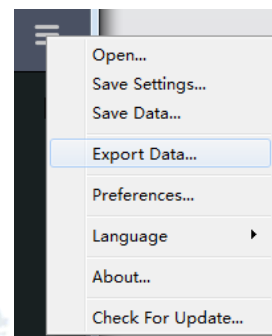 Open...
Save Settings...
Save Data...
Export Data...
Preferences...
Language
About...
Check For Update...